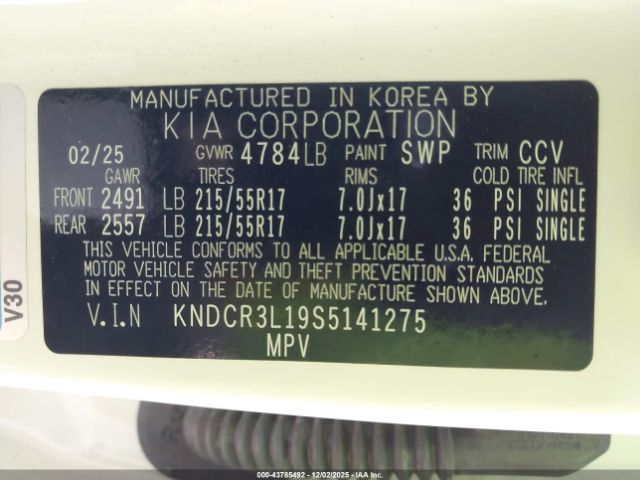 MANUFACTURED IN KOREA BY
KIA CORPORATION
02/25 GVWR 4784LB PAINT SWP TRIM CCV
GAWR TIRES RIMS COLD TIRE INFL
FRONT 2491 LB 215/55R17 7.0Jx17 36 PSI SINGLE
REAR 2557 LB 215/55R17 7.0Jx17 36 PSI SINGLE
THIS VEHICLE CONFORMS TO ALL APPLICABLE U.S.A. FEDERAL
MOTOR VEHICLE SAFETY AND THEFT PREVENTION STANDARDS
IN EFFECT ON THE DATE OF MANUFACTURE SHOWN ABOVE.
V.I.N KNDCR3L19S5141275
MPV
V30
000-43785492 12/02/2025 IAAI.COM